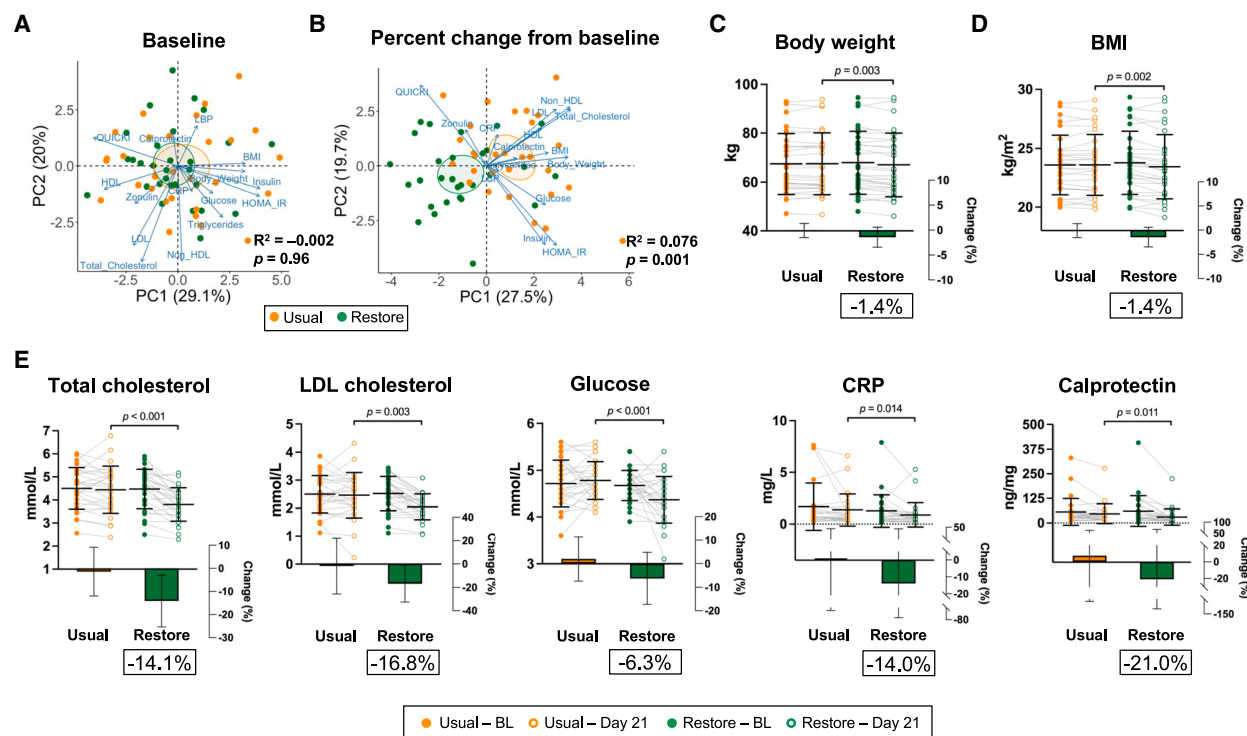 A
Baseline
PC2 (20%)
2.5
0.0
-2.5
-2.5
0.0
2.5
5.0
PC1 (29.1%)
LBP
Calprotectin
QUICKI
BMI
Body_Weight
Insulin
HDL
CRP
HOMA_IR
Zonulin
Glucose
Triglycerides
LDL
Non_HDL
Total_Cholesterol
R² = –0.002
p = 0.96
B
Percent change from baseline
PC2 (19.7%)
2.5
0.0
-2.5
-4
-2
0
2
4
6
PC1 (27.5%)
QUICKI
Non_HDL
LDL
Total_Cholesterol
Zonulin
CRP
HDL
Calprotectin
BMI
Body_Weight
Glucose
Insulin
HOMA_IR
R² = 0.076
p = 0.001
Usual
Restore
C
Body weight
p = 0.003
kg
100
80
60
40
10
5
0
-5
-10
Change (%)
Usual
Restore
-1.4%
D
BMI
p = 0.002
kg/m²
30
25
20
10
5
0
-5
-10
Change (%)
Usual
Restore
-1.4%
E
Total cholesterol
p < 0.001
mmol/L
7
6
5
4
3
2
1
10
0
-10
-20
-30
Change (%)
Usual
Restore
-14.1%
LDL cholesterol
p = 0.003
mmol/L
5
4
3
2
1
0
40
20
0
-20
-40
Change (%)
Usual
Restore
-16.8%
Glucose
p < 0.001
mmol/L
6
5
4
3
20
10
0
-10
-20
Change (%)
Usual
Restore
-6.3%
CRP
p = 0.014
mg/L
10
5
0
50
0
-10
-20
-80
Change (%)
Usual
Restore
-14.0%
Calprotectin
p = 0.011
ng/mg
500
375
250
125
0
100
50
20
0
-20
-150
Change (%)
Usual
Restore
-21.0%
Usual – BL
Usual – Day 21
Restore – BL
Restore – Day 21